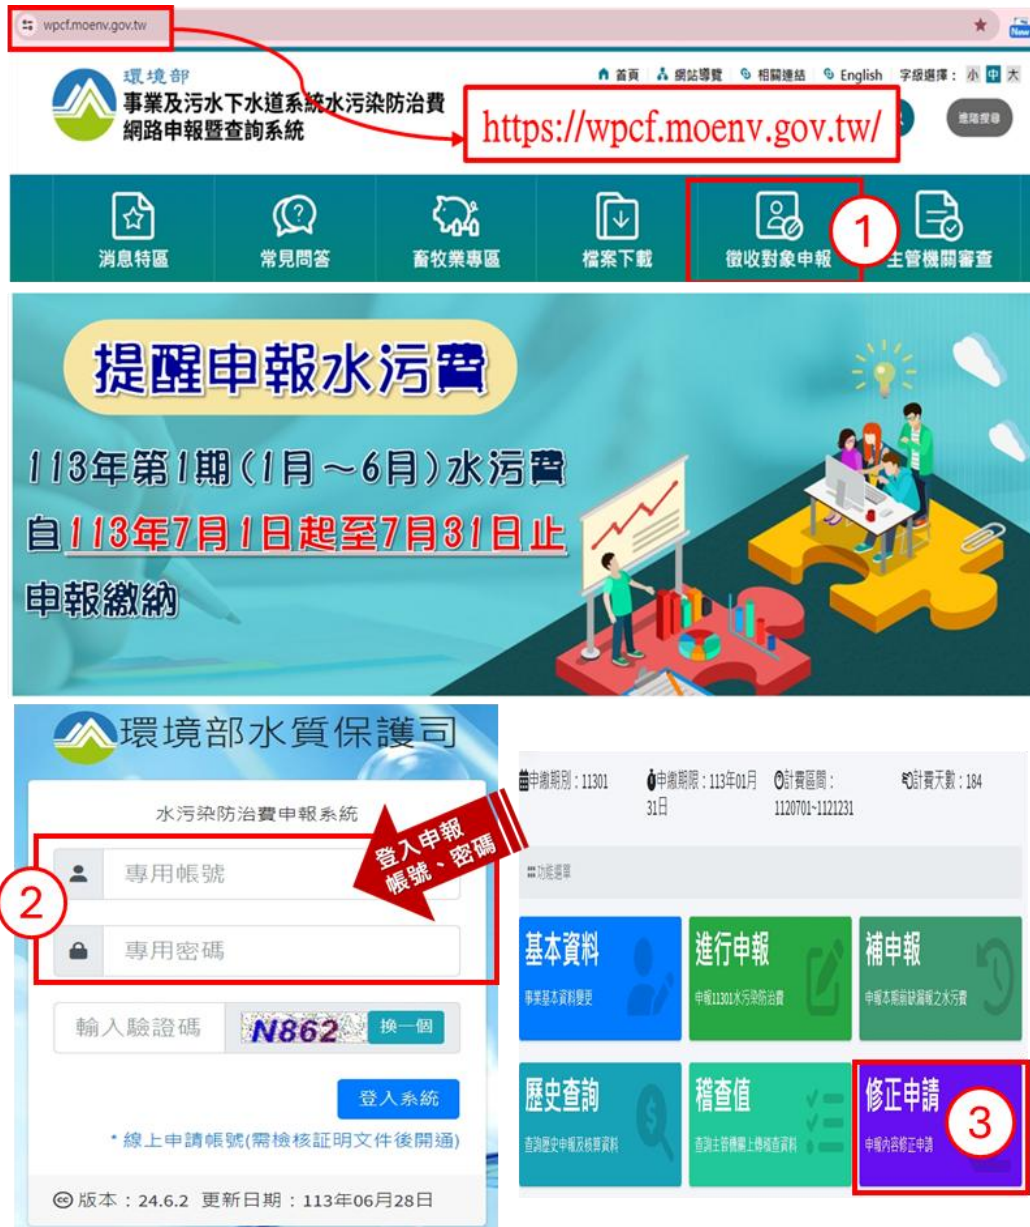 wpcf.moenv.gov.tw
New
環境部
事業及污水下水道系統水污染防治費
網路申報暨查詢系統
首頁 網站導覽 相關連結 English 字級選擇： 小 中 大
https://wpcf.moenv.gov.tw/
進階搜尋
消息特區 常見問答 畜牧業專區 檔案下載 徵收對象申報 1 主管機關審查
提醒申報水污費
113年第1期(1月～6月)水污費
自113年7月1日起至7月31日止
申報繳納
環境部水質保護司
水污染防治費申報系統
登入申報
帳號、密碼
2
專用帳號
專用密碼
輸入驗證碼 N862 換一個
登入系統
*線上申請帳號(需檢核証明文件後開通)
版本：24.6.2 更新日期：113年06月28日
申繳期別：11301 申繳期限：113年01月 計費區間： 計費天數：184
31日 1120701~1121231
功能選單
基本資料 進行申報 補申報
事業基本資料變更 申報11301水污染防治費 申報本期前缺漏報之水污費
歷史查詢 稽查值 修正申請
查詢歷史申報及核算資料 查詢主管機關上傳稽查資料 申報內容修正申請
3